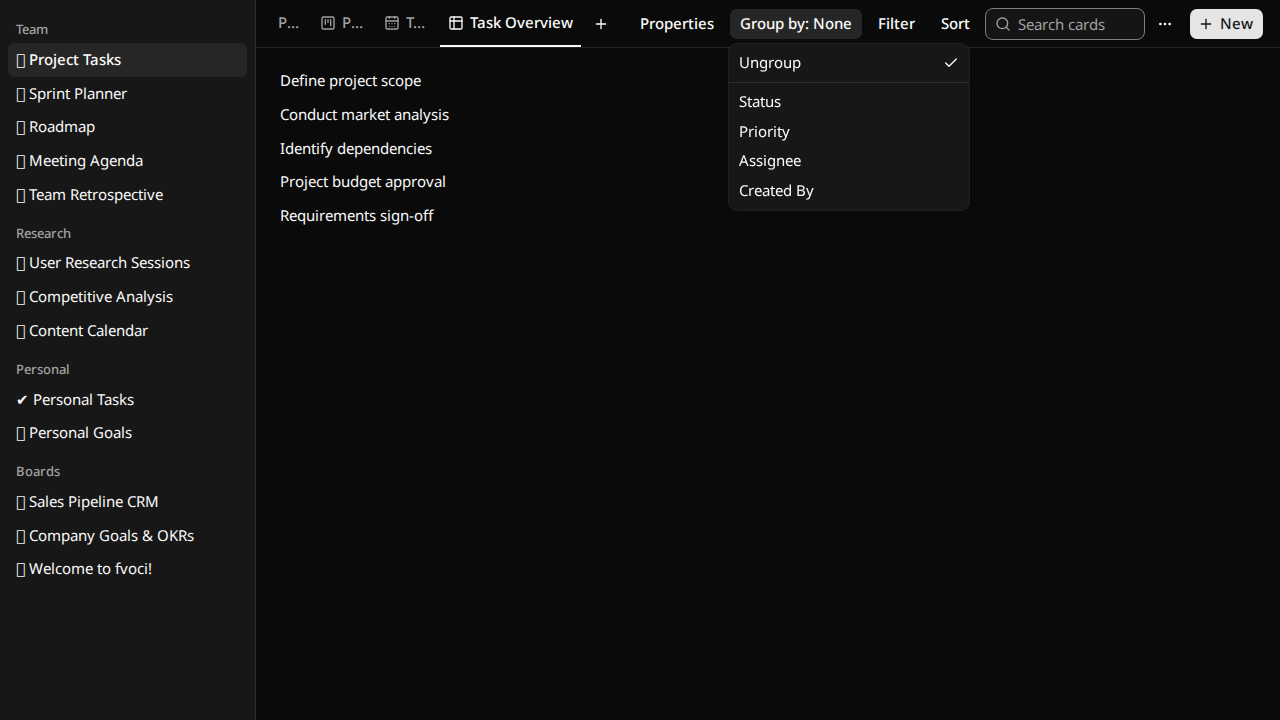 Team
Project Tasks
Sprint Planner
Roadmap
Meeting Agenda
Team Retrospective
Research
User Research Sessions
Competitive Analysis
Content Calendar
Personal
✔ Personal Tasks
Personal Goals
Boards
Sales Pipeline CRM
Company Goals & OKRs
Welcome to fvoci!
P... P... T... Task Overview Properties Group by: None Filter Sort Search cards New
Define project scope
Conduct market analysis
Identify dependencies
Project budget approval
Requirements sign-off
Ungroup
Status
Priority
Assignee
Created By